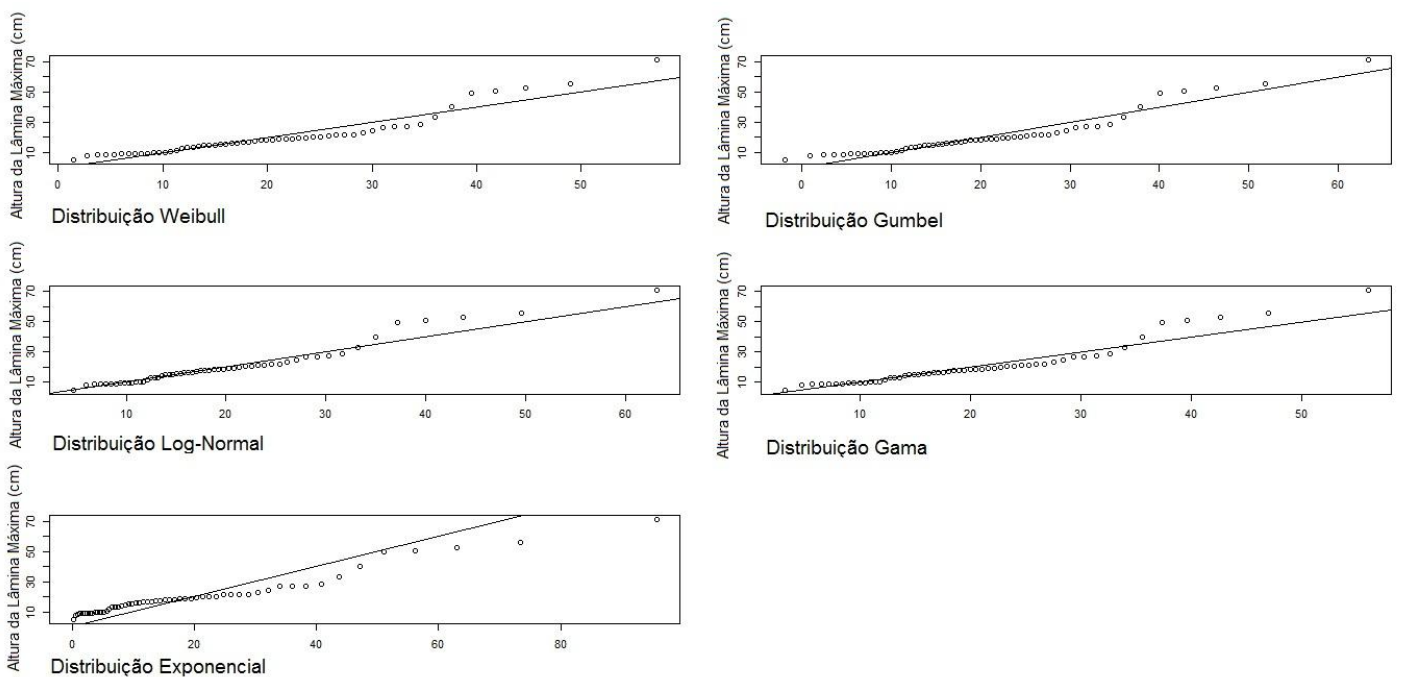 Altura da Lâmina Máxima (cm)
70
50
30
10
0 10 20 30 40 50
Distribuição Weibull
Altura da Lâmina Máxima (cm)
70
50
30
10
0 10 20 30 40 50 60
Distribuição Gumbel
Altura da Lâmina Máxima (cm)
70
50
30
10
10 20 30 40 50 60
Distribuição Log-Normal
Altura da Lâmina Máxima (cm)
70
50
30
10
10 20 30 40 50
Distribuição Gama
Altura da Lâmina Máxima (cm)
70
50
30
10
0 20 40 60 80
Distribuição Exponencial